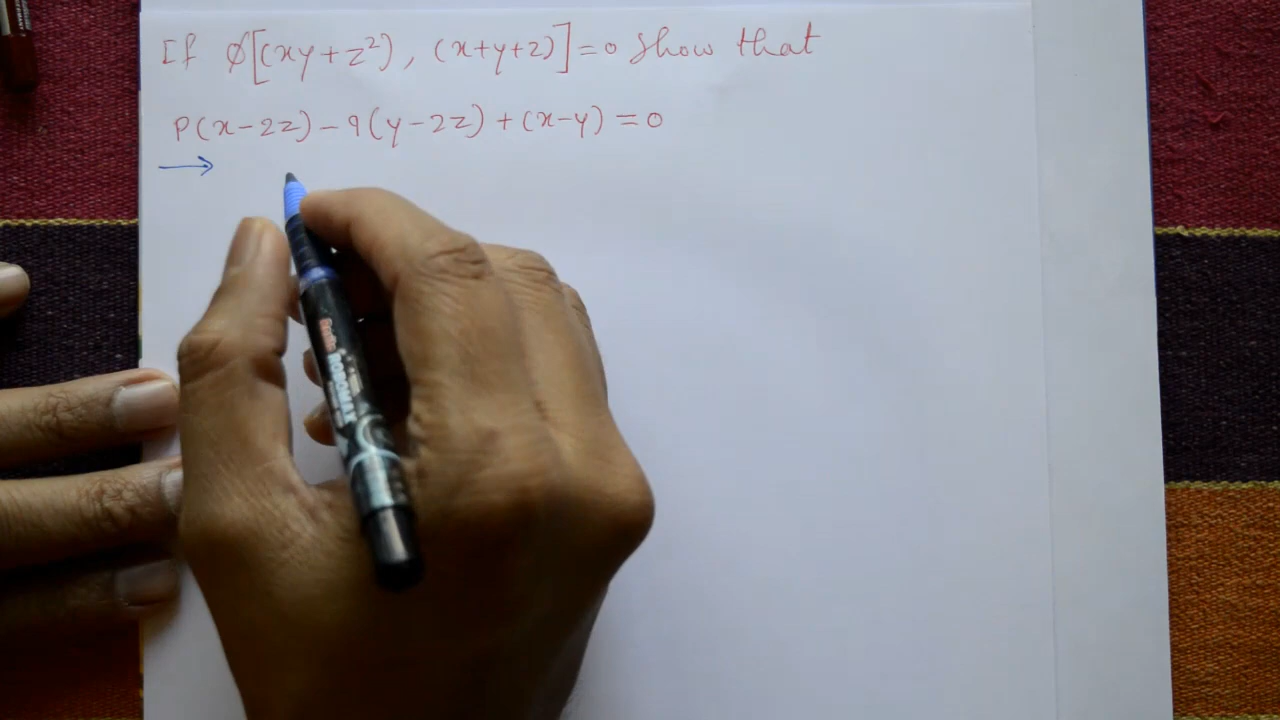 If ϕ[(xy+z²), (x+y+z)]=0 show that
P(x-2z)-q(y-2z)+(x-y)=0
→